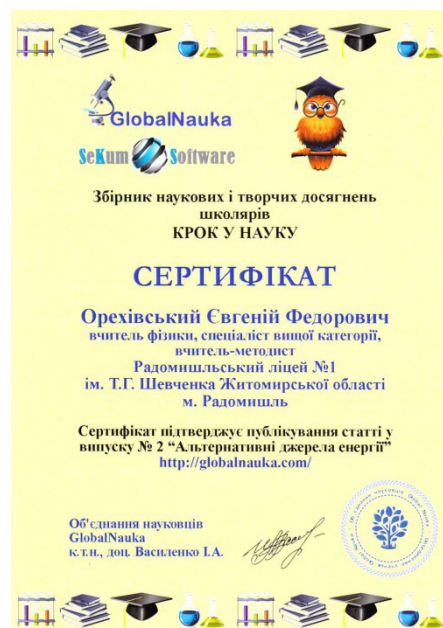 GlobalNauka
SeKum Software
Збірник наукових і творчих досягнень
школярів
КРОК У НАУКУ
СЕРТИФІКАТ
Орехівський Євгеній Федорович
вчитель фізики, спеціаліст вищої категорії,
вчитель-методист
Радомишльський ліцей №1
ім. Т.Г. Шевченка Житомирської області
м. Радомишль
Сертифікат підтверджує публікування статті у
випуску № 2 “Альтернативні джерела енергії”
http://globalnauka.com/
Об'єднання науковців
GlobalNauka
к.т.н., доц. Василенко І.А.